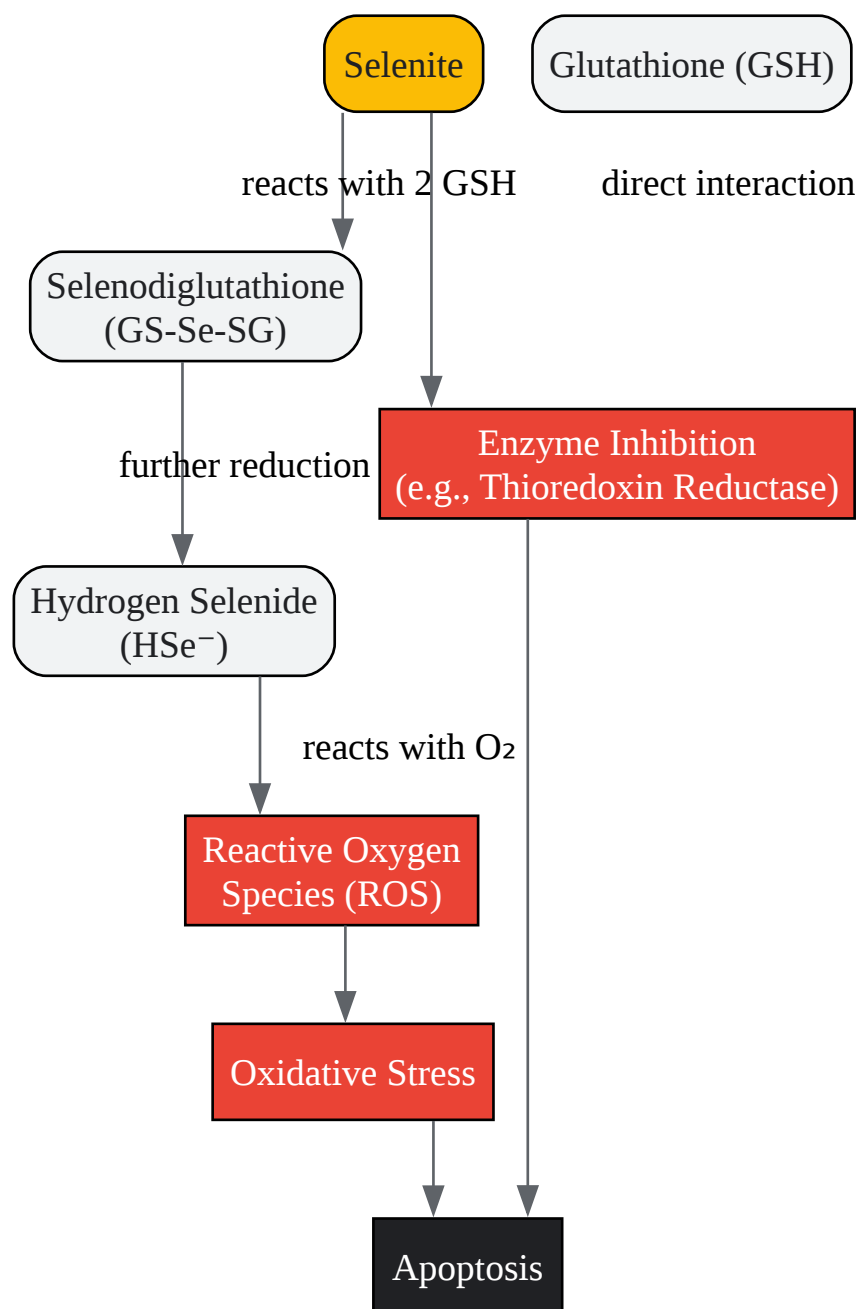 Selenite
Glutathione (GSH)
reacts with 2 GSH
direct interaction
Selenodiglutathione
(GS-Se-SG)
Enzyme Inhibition
(e.g., Thioredoxin Reductase)
further reduction
Hydrogen Selenide
(HSe⁻)
reacts with O₂
Reactive Oxygen
Species (ROS)
Oxidative Stress
Apoptosis